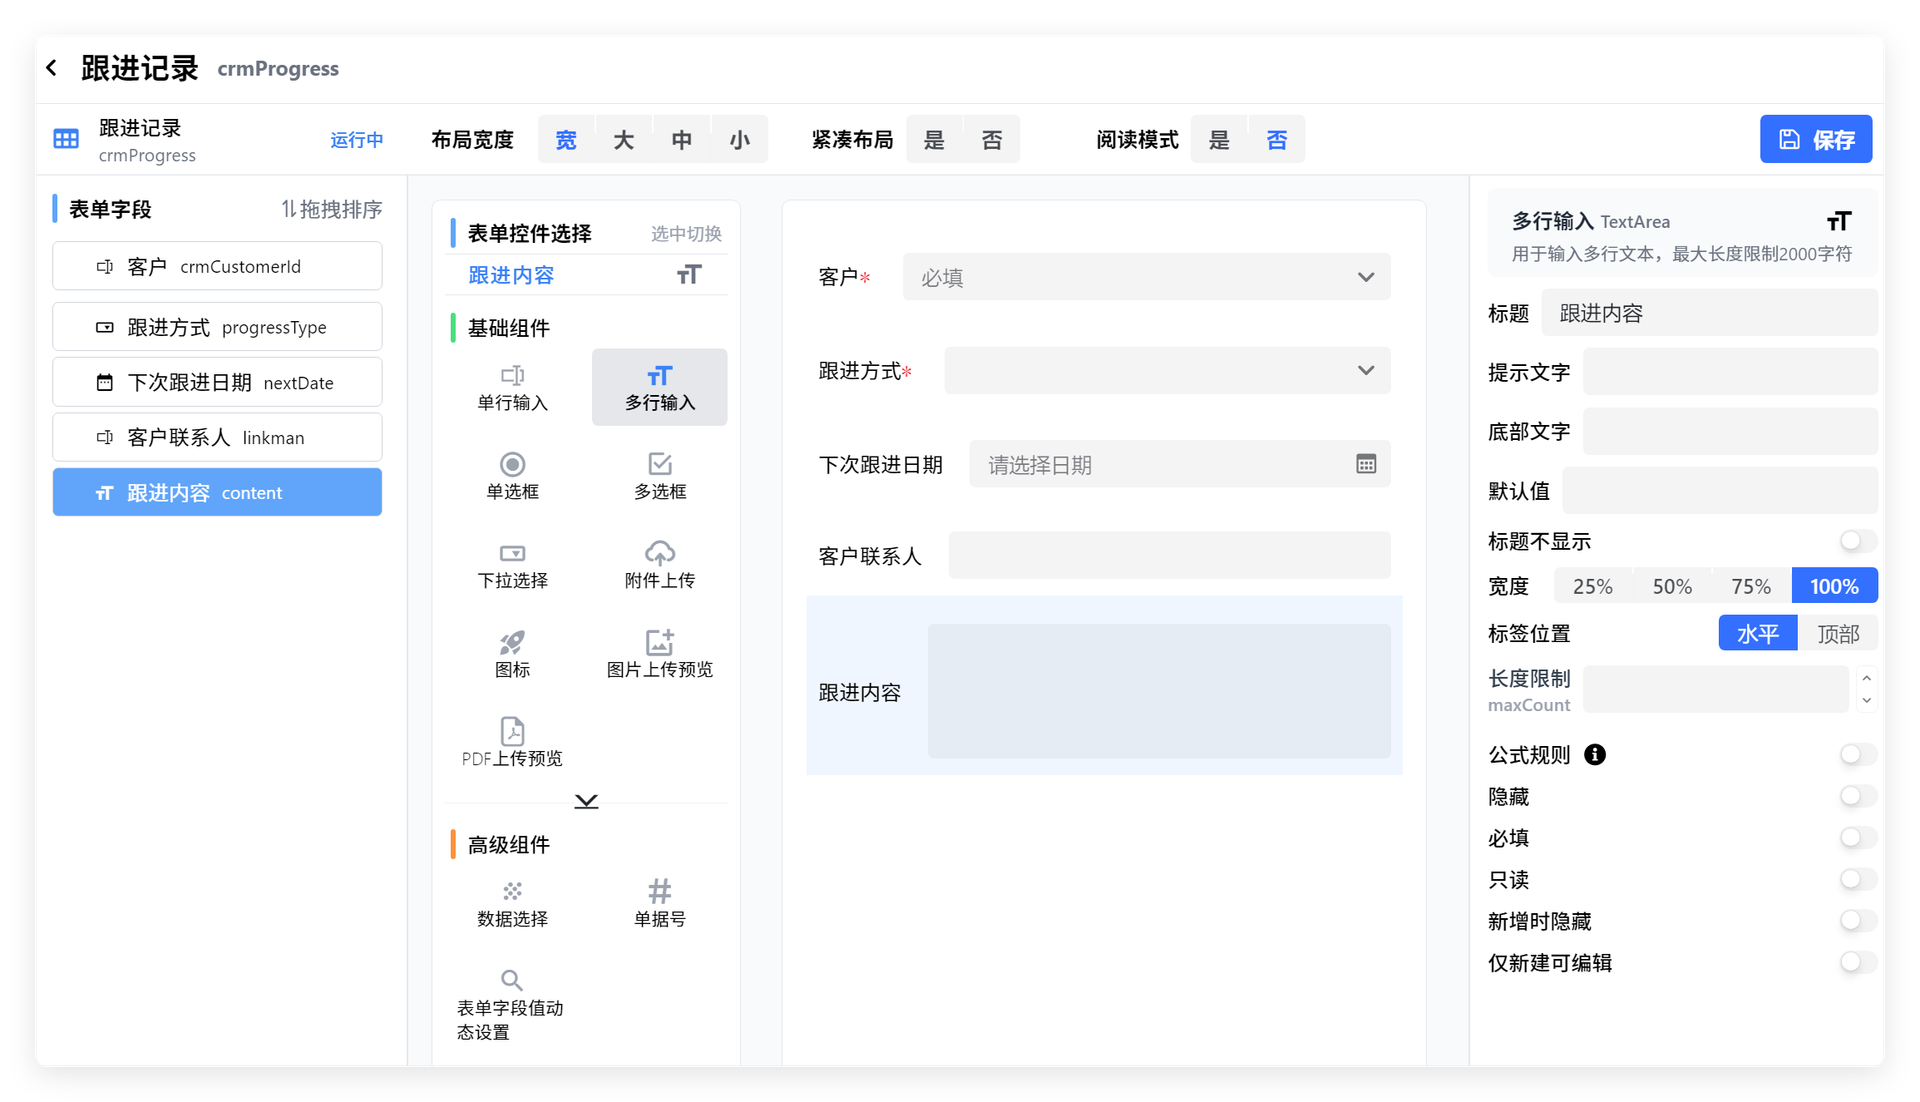 跟进记录 crmProgress
跟进记录
crmProgress
运行中
布局宽度 宽 大 中 小
紧凑布局 是 否
阅读模式 是 否
保存
表单字段 拖拽排序
客户 crmCustomerId
跟进方式 progressType
下次跟进日期 nextDate
客户联系人 linkman
跟进内容 content
表单控件选择 选中切换
跟进内容
基础组件
单行输入 多行输入
单选框 多选框
下拉选择 附件上传
图标 图片上传预览
PDF上传预览
高级组件
数据选择 单据号
表单字段值动
态设置
客户* 必填
跟进方式*
下次跟进日期 请选择日期
客户联系人
跟进内容
多行输入 TextArea
用于输入多行文本，最大长度限制2000字符
标题 跟进内容
提示文字
底部文字
默认值
标题不显示
宽度 25% 50% 75% 100%
标签位置 水平 顶部
长度限制
maxCount
公式规则
隐藏
必填
只读
新增时隐藏
仅新建可编辑